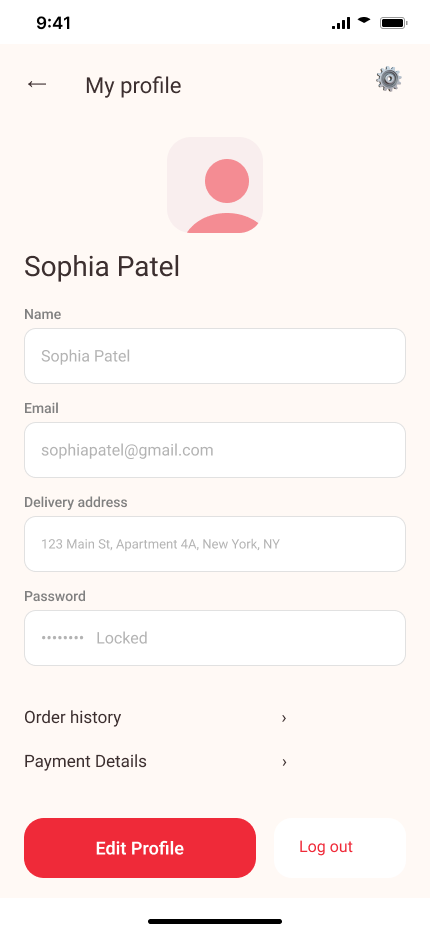 9:41
← My profile
Sophia Patel
Name
Sophia Patel
Email
sophiapatel@gmail.com
Delivery address
123 Main St, Apartment 4A, New York, NY
Password
•••••••• Locked
Order history ›
Payment Details ›
Edit Profile
Log out